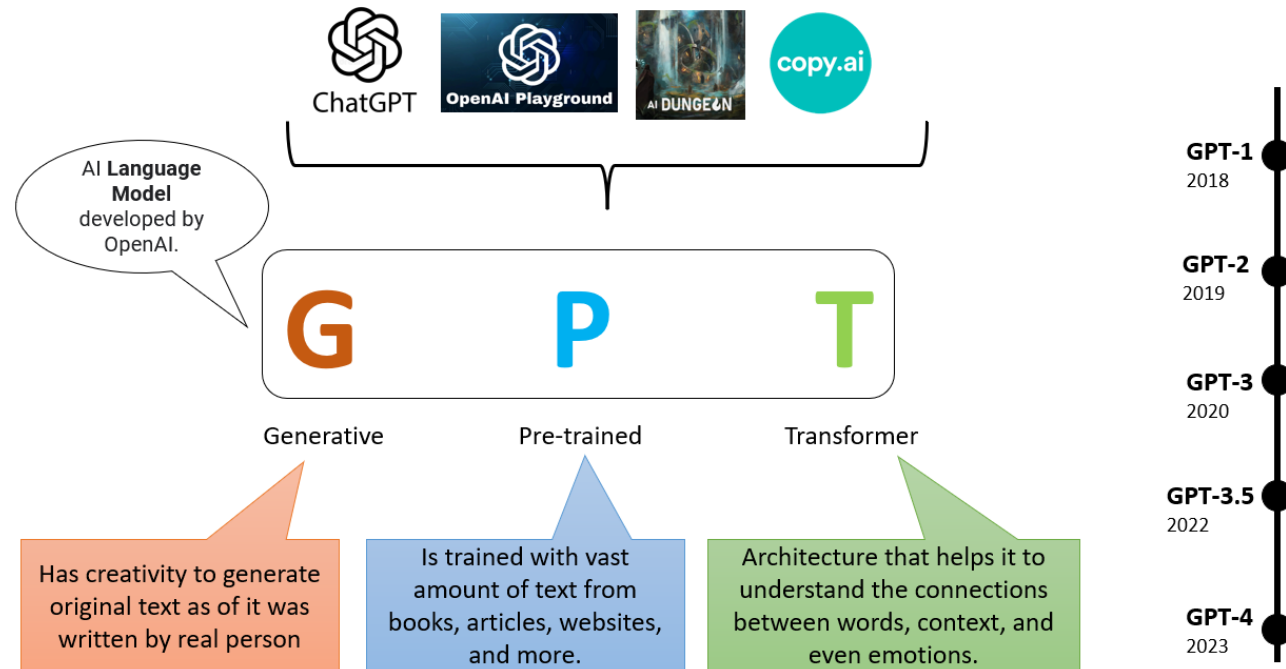 ChatGPT
OpenAI Playground
AI DUNGEON
copy.ai
AI Language
Model
developed by
OpenAI.
G P T
Generative
Pre-trained
Transformer
Has creativity to generate
original text as of it was
written by real person
Is trained with vast
amount of text from
books, articles, websites,
and more.
Architecture that helps it to
understand the connections
between words, context, and
even emotions.
GPT-1
2018
GPT-2
2019
GPT-3
2020
GPT-3.5
2022
GPT-4
2023